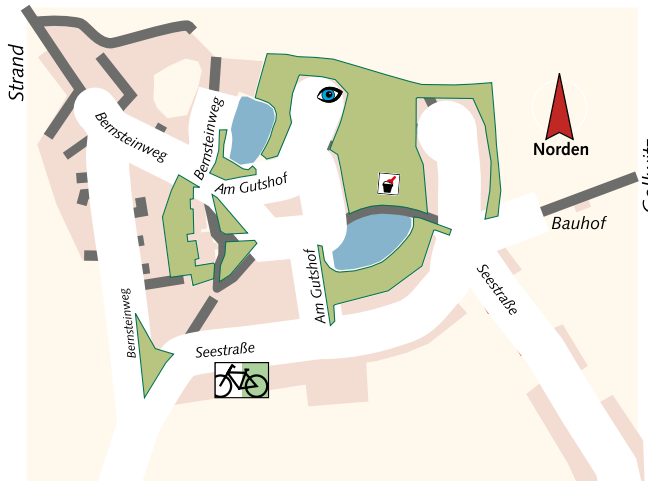 Strand
Bernsteinweg
Bernsteinweg
Am Gutshof
Norden
Bauhof
Am Gutshof
Seestraße
Bernsteinweg
Seestraße